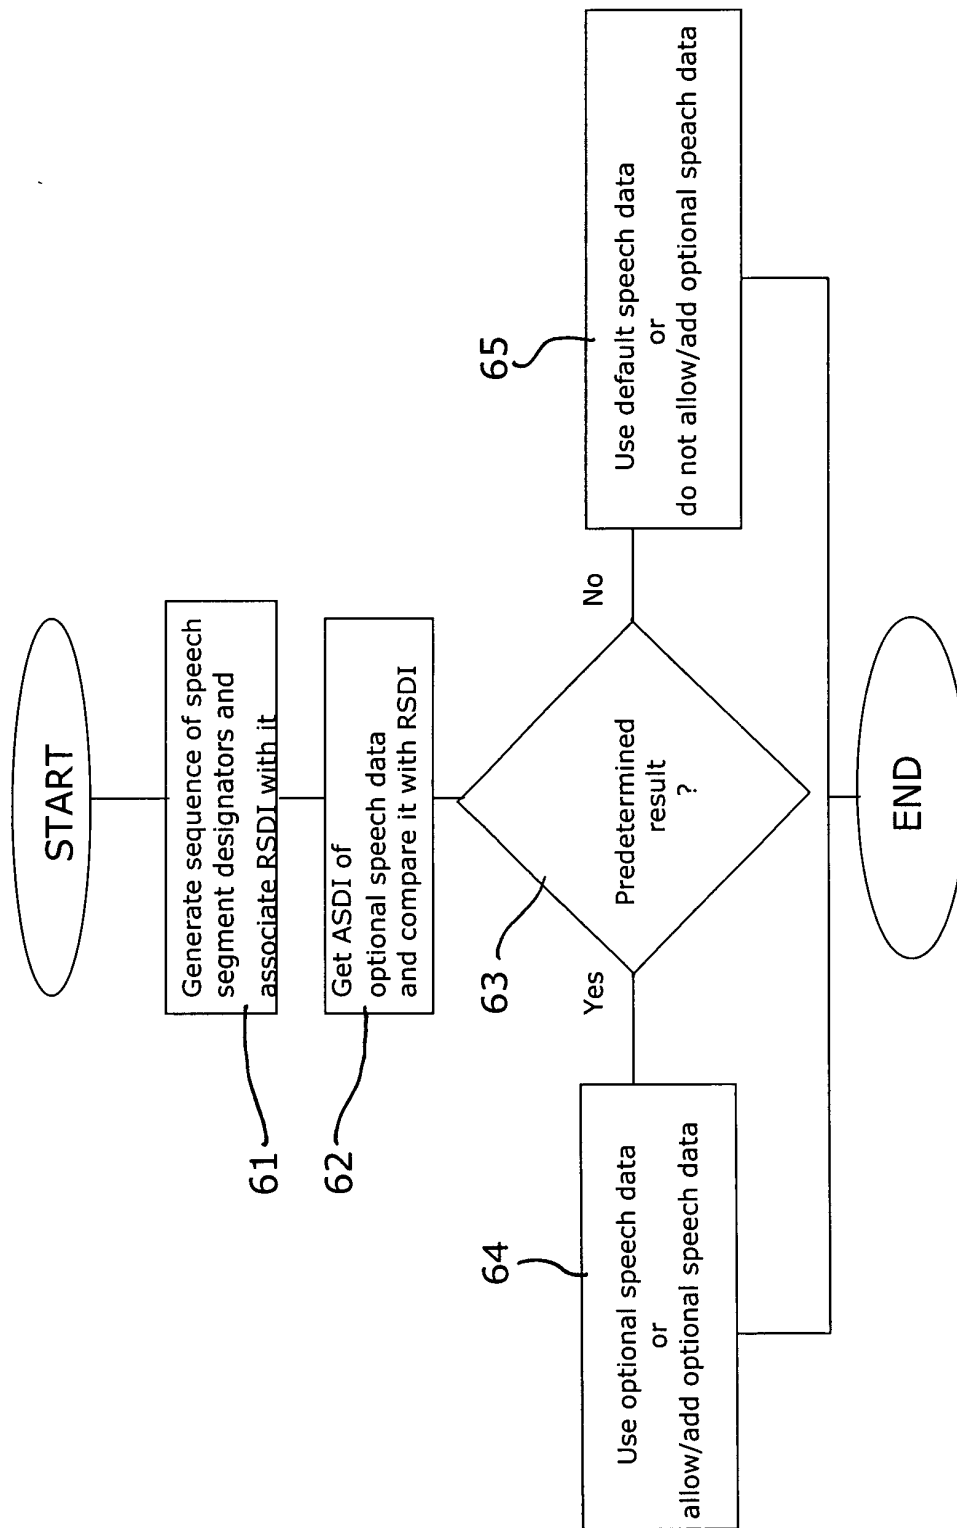 START
Generate sequence of speech
segment designators and
associate RSDI with it
61
Get ASDI of
optional speech data
and compare it with RSDI
62
Predetermined
result
?
63
Yes
No
64
Use optional speech data
or
allow/add optional speech data
65
Use default speech data
or
do not allow/add optional speach data
END